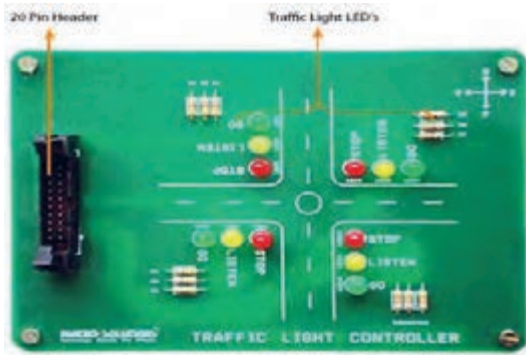 20 Pin Header
Traffic Light LED's
GO
LISTEN
STOP
STOP
LISTEN
GO
GO
LISTEN
STOP
STOP
LISTEN
GO
TRAFFIC LIGHT CONTROLLER